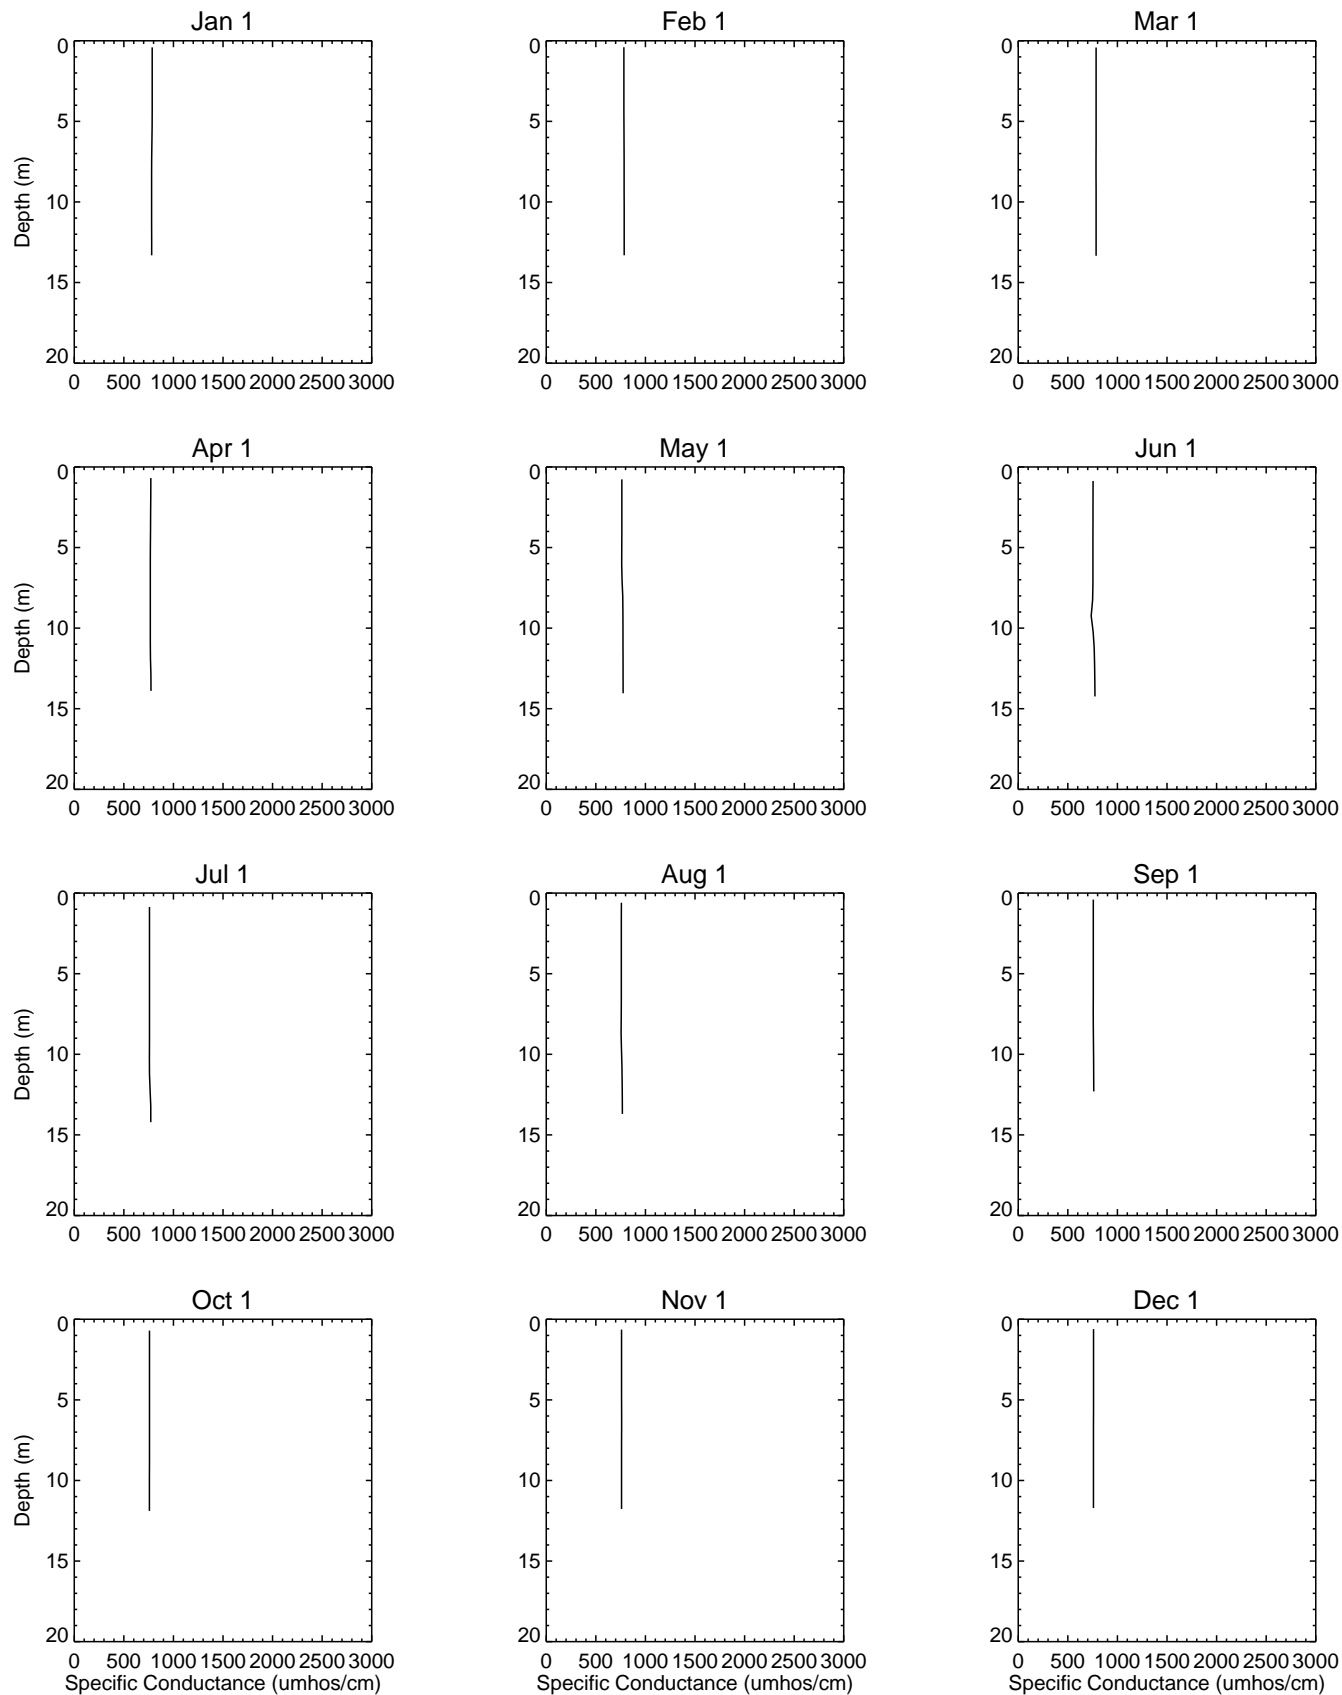 Jan 1 Feb 1 Mar 1
0 0 0
5 5 5
Depth (m)
10 10 10
15 15 15
20 20 20
0 500 1000 1500 2000 2500 3000 0 500 1000 1500 2000 2500 3000 0 500 1000 1500 2000 2500 3000
Apr 1 May 1 Jun 1
0 0 0
5 5 5
Depth (m)
10 10 10
15 15 15
20 20 20
0 500 1000 1500 2000 2500 3000 0 500 1000 1500 2000 2500 3000 0 500 1000 1500 2000 2500 3000
Jul 1 Aug 1 Sep 1
0 0 0
5 5 5
Depth (m)
10 10 10
15 15 15
20 20 20
0 500 1000 1500 2000 2500 3000 0 500 1000 1500 2000 2500 3000 0 500 1000 1500 2000 2500 3000
Oct 1 Nov 1 Dec 1
0 0 0
5 5 5
Depth (m)
10 10 10
15 15 15
20 20 20
0 500 1000 1500 2000 2500 3000 0 500 1000 1500 2000 2500 3000 0 500 1000 1500 2000 2500 3000
Specific Conductance (umhos/cm) Specific Conductance (umhos/cm) Specific Conductance (umhos/cm)